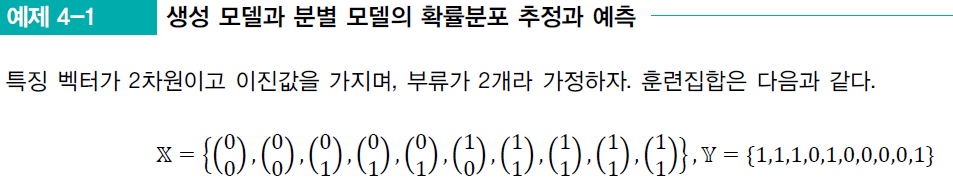 예제 4–1 생성 모델과 분별 모델의 확률분포 추정과 예측
특징 벡터가 2차원이고 이진값을 가지며, 부류가 2개라 가정하자. 훈련집합은 다음과 같다.
𝕏 = {(0 0), (0 0), (0 1), (0 1), (0 1), (1 0), (1 1), (1 1), (1 1), (1 1)}, 𝕐 = {1,1,1,0,1,0,0,0,0,1}